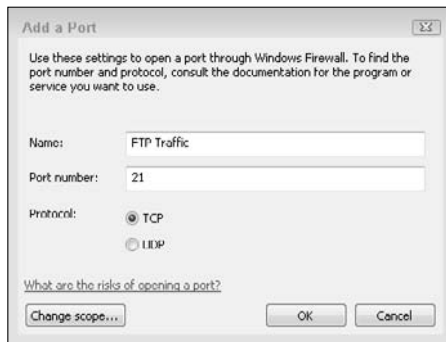 Add a Port
Use these settings to open a port through Windows Firewall. To find the
port number and protocol, consult the documentation for the program or
service you want to use.
Name: FTP Traffic
Port number: 21
Protocol: TCP
UDP
What are the risks of opening a port?
Change scope... OK Cancel